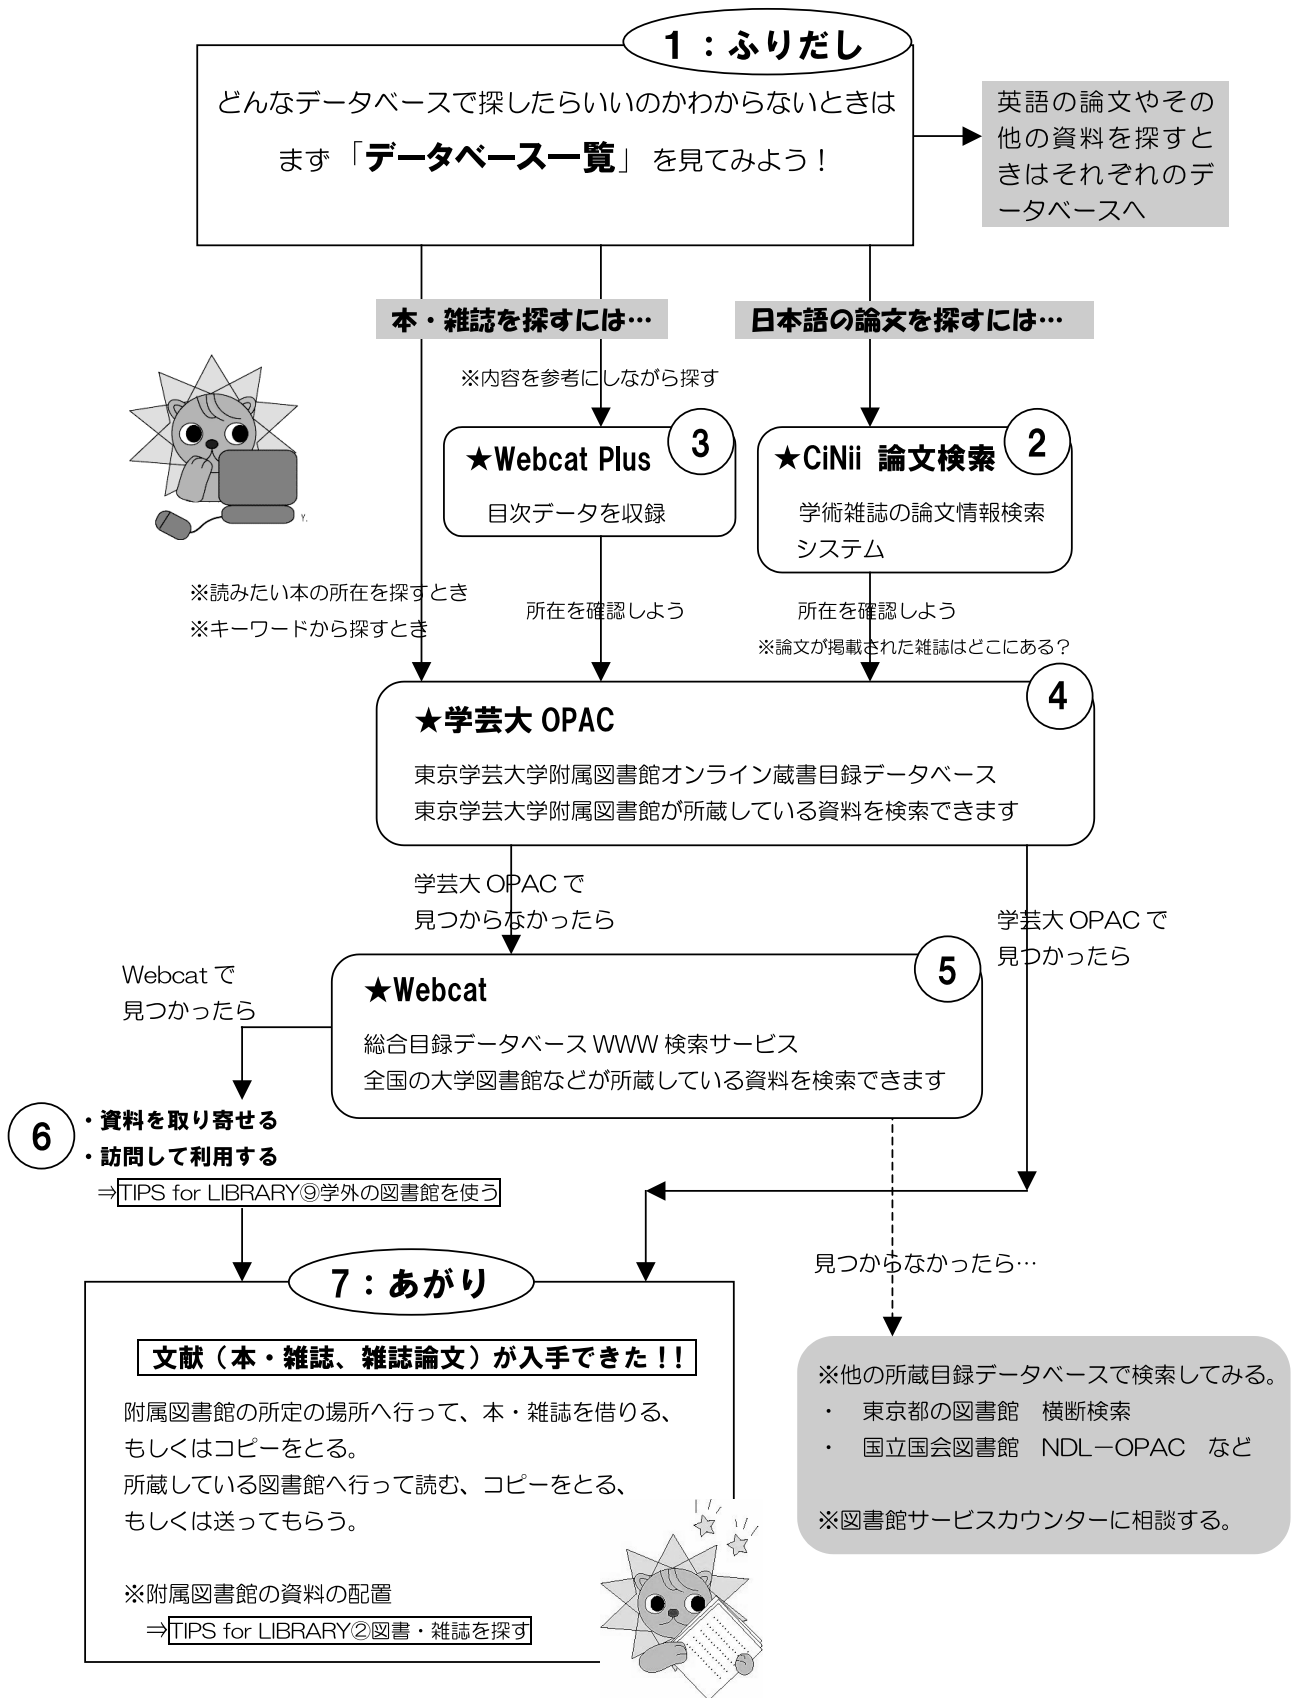 1：ふりだし
どんなデータベースで探したらいいのかわからないときは
まず「データベース一覧」を見てみよう！
英語の論文やその
他の資料を探すと
きはそれぞれのデ
ータベースへ
本・雑誌を探すには…
日本語の論文を探すには…
※内容を参考にしながら探す
3
★Webcat Plus
目次データを収録
2
★CiNii 論文検索
学術雑誌の論文情報検索
システム
Y.
※読みたい本の所在を探すとき
※キーワードから探すとき
所在を確認しよう
所在を確認しよう
※論文が掲載された雑誌はどこにある？
4
★学芸大 OPAC
東京学芸大学附属図書館オンライン蔵書目録データベース
東京学芸大学附属図書館が所蔵している資料を検索できます
学芸大 OPAC で
見つからなかったら
学芸大 OPAC で
見つかったら
Webcat で
見つかったら
5
★Webcat
総合目録データベース WWW 検索サービス
全国の大学図書館などが所蔵している資料を検索できます
6
・資料を取り寄せる
・訪問して利用する
⇒TIPS for LIBRARY⑨学外の図書館を使う
見つからなかったら…
7：あがり
文献（本・雑誌、雑誌論文）が入手できた！！
附属図書館の所定の場所へ行って、本・雑誌を借りる、
もしくはコピーをとる。
所蔵している図書館へ行って読む、コピーをとる、
もしくは送ってもらう。
※附属図書館の資料の配置
⇒TIPS for LIBRARY②図書・雑誌を探す
※他の所蔵目録データベースで検索してみる。
・　東京都の図書館　横断検索
・　国立国会図書館　NDL－OPAC　など
※図書館サービスカウンターに相談する。